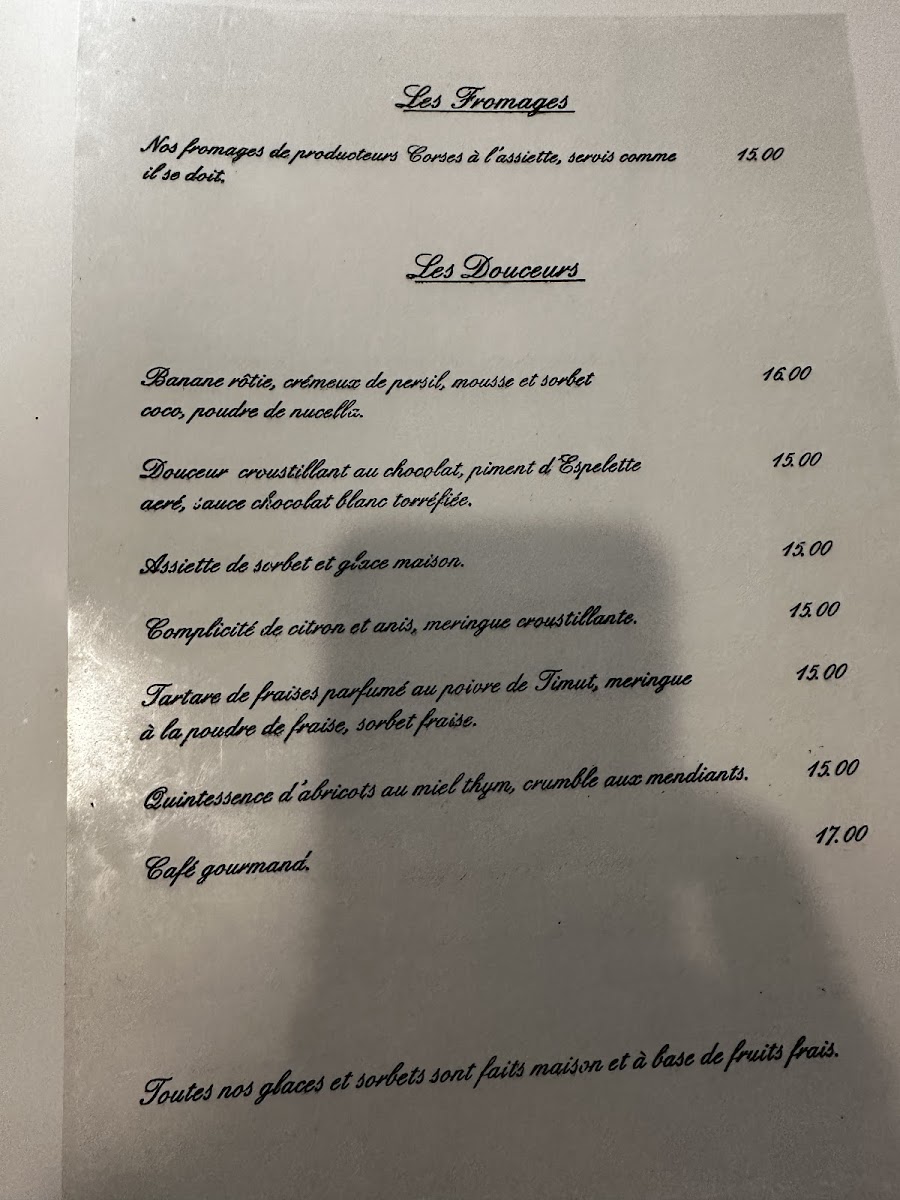 Les Fromages
Nos fromages de producteurs Corses à l'assiette, servis comme 15.00
il se doit.
Les Douceurs
Banane rôtie, crémeux de persil, mousse et sorbet 16.00
coco, poudre de nucella.
Douceur croustillant au chocolat, piment d'Espelette 15.00
aeré, sauce chocolat blanc torréfiée.
Assiette de sorbet et glace maison. 15.00
Complicité de citron et anis, meringue croustillante. 15.00
Tartare de fraises parfumé au poivre de Timut, meringue 15.00
à la poudre de fraise, sorbet fraise.
Quintessence d'abricots au miel thym, crumble aux mendiants. 15.00
Café gourmand. 17.00
Toutes nos glaces et sorbets sont faits maison et à base de fruits frais.